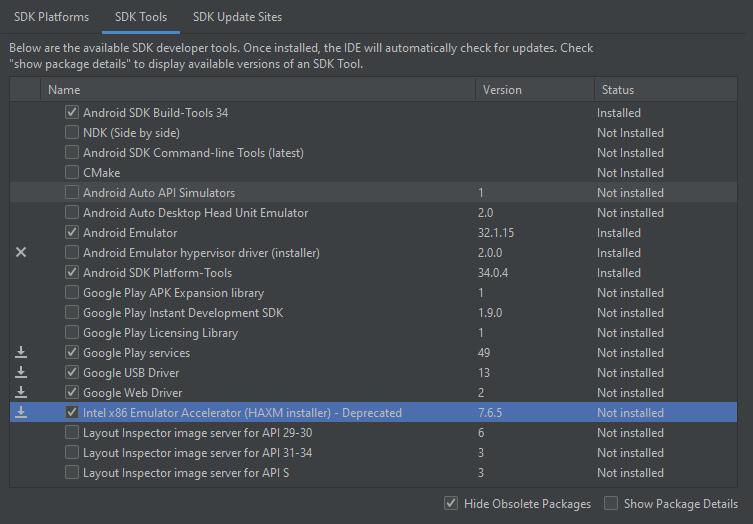 SDK Platforms SDK Tools SDK Update Sites
Below are the available SDK developer tools. Once installed, the IDE will automatically check for updates. Check
"show package details" to display available versions of an SDK Tool.
Name Version Status
Android SDK Build-Tools 34 Installed
NDK (Side by side) Not Installed
Android SDK Command-line Tools (latest) Not Installed
CMake Not Installed
Android Auto API Simulators 1 Not installed
Android Auto Desktop Head Unit Emulator 2.0 Not installed
Android Emulator 32.1.15 Installed
Android Emulator hypervisor driver (installer) 2.0.0 Installed
Android SDK Platform-Tools 34.0.4 Installed
Google Play APK Expansion library 1 Not installed
Google Play Instant Development SDK 1.9.0 Not installed
Google Play Licensing Library 1 Not installed
Google Play services 49 Not installed
Google USB Driver 13 Not installed
Google Web Driver 2 Not installed
Intel x86 Emulator Accelerator (HAXM installer) - Deprecated 7.6.5 Not installed
Layout Inspector image server for API 29-30 6 Not installed
Layout Inspector image server for API 31-34 3 Not installed
Layout Inspector image server for API S 3 Not installed
Hide Obsolete Packages Show Package Details